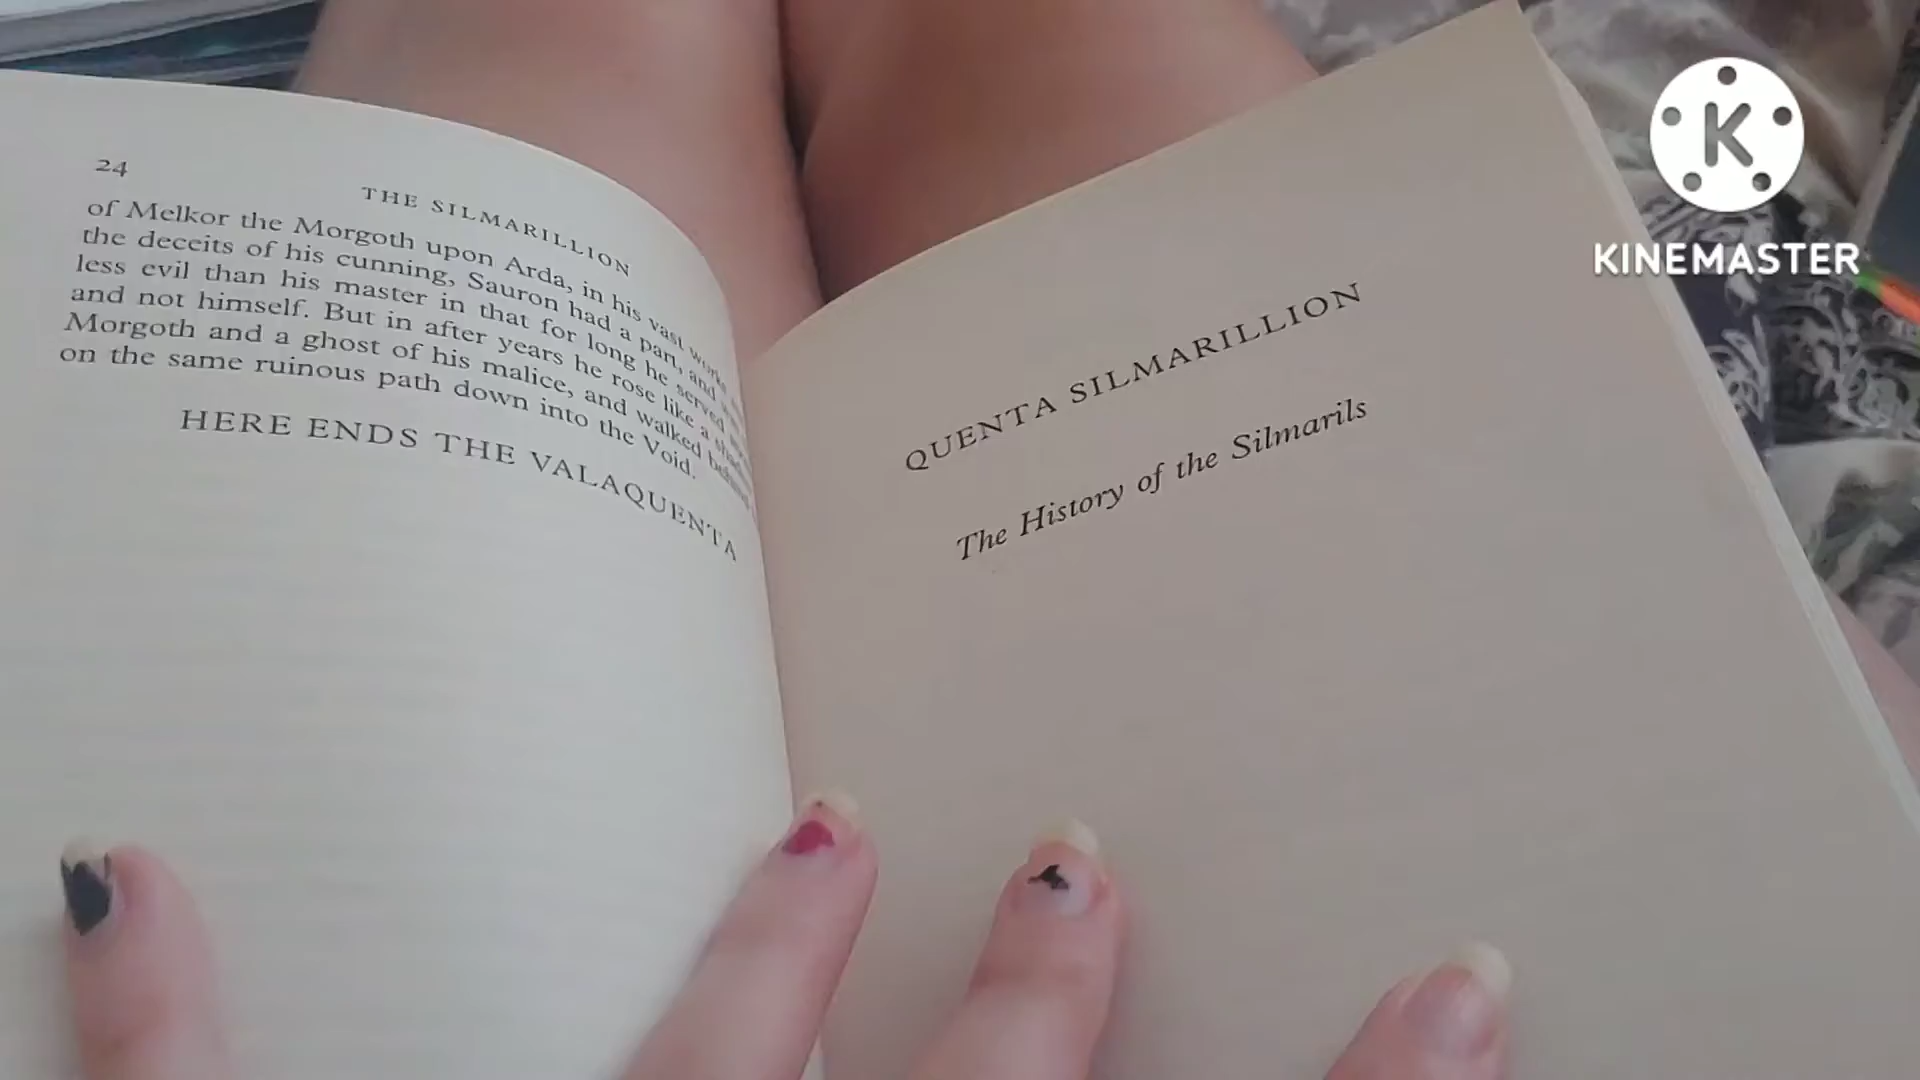 24
THE SILMARILLION
of Melkor the Morgoth upon Arda, in his vast works
the deceits of his cunning, Sauron had a part, and
less evil than his master in that for long he served
and not himself. But in after years he rose like a
Morgoth and a ghost of his malice, and walked behind
on the same ruinous path down into the Void.
HERE ENDS THE VALAQUENTA
QUENTA SILMARILLION
The History of the Silmarils
KINEMASTER